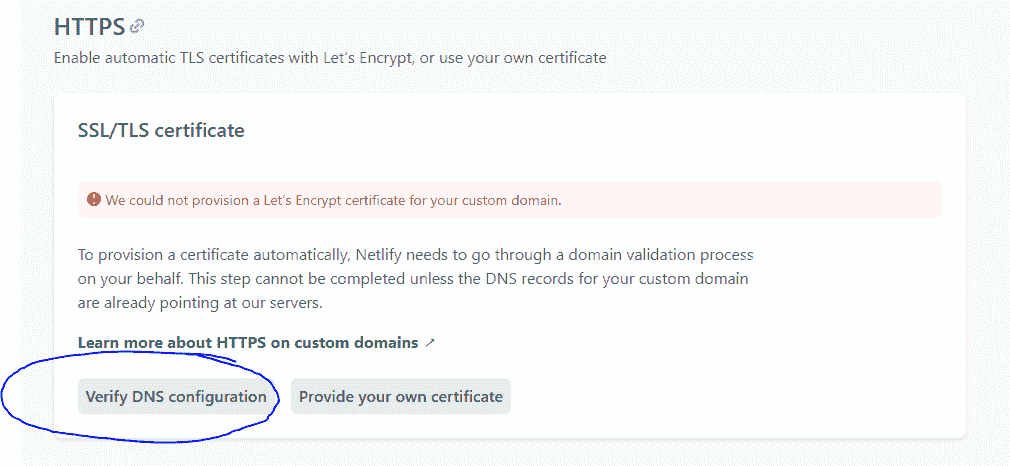 HTTPS
Enable automatic TLS certificates with Let's Encrypt, or use your own certificate
SSL/TLS certificate
We could not provision a Let's Encrypt certificate for your custom domain.
To provision a certificate automatically, Netlify needs to go through a domain validation process
on your behalf. This step cannot be completed unless the DNS records for your custom domain
are already pointing at our servers.
Learn more about HTTPS on custom domains ↗
Verify DNS configuration
Provide your own certificate